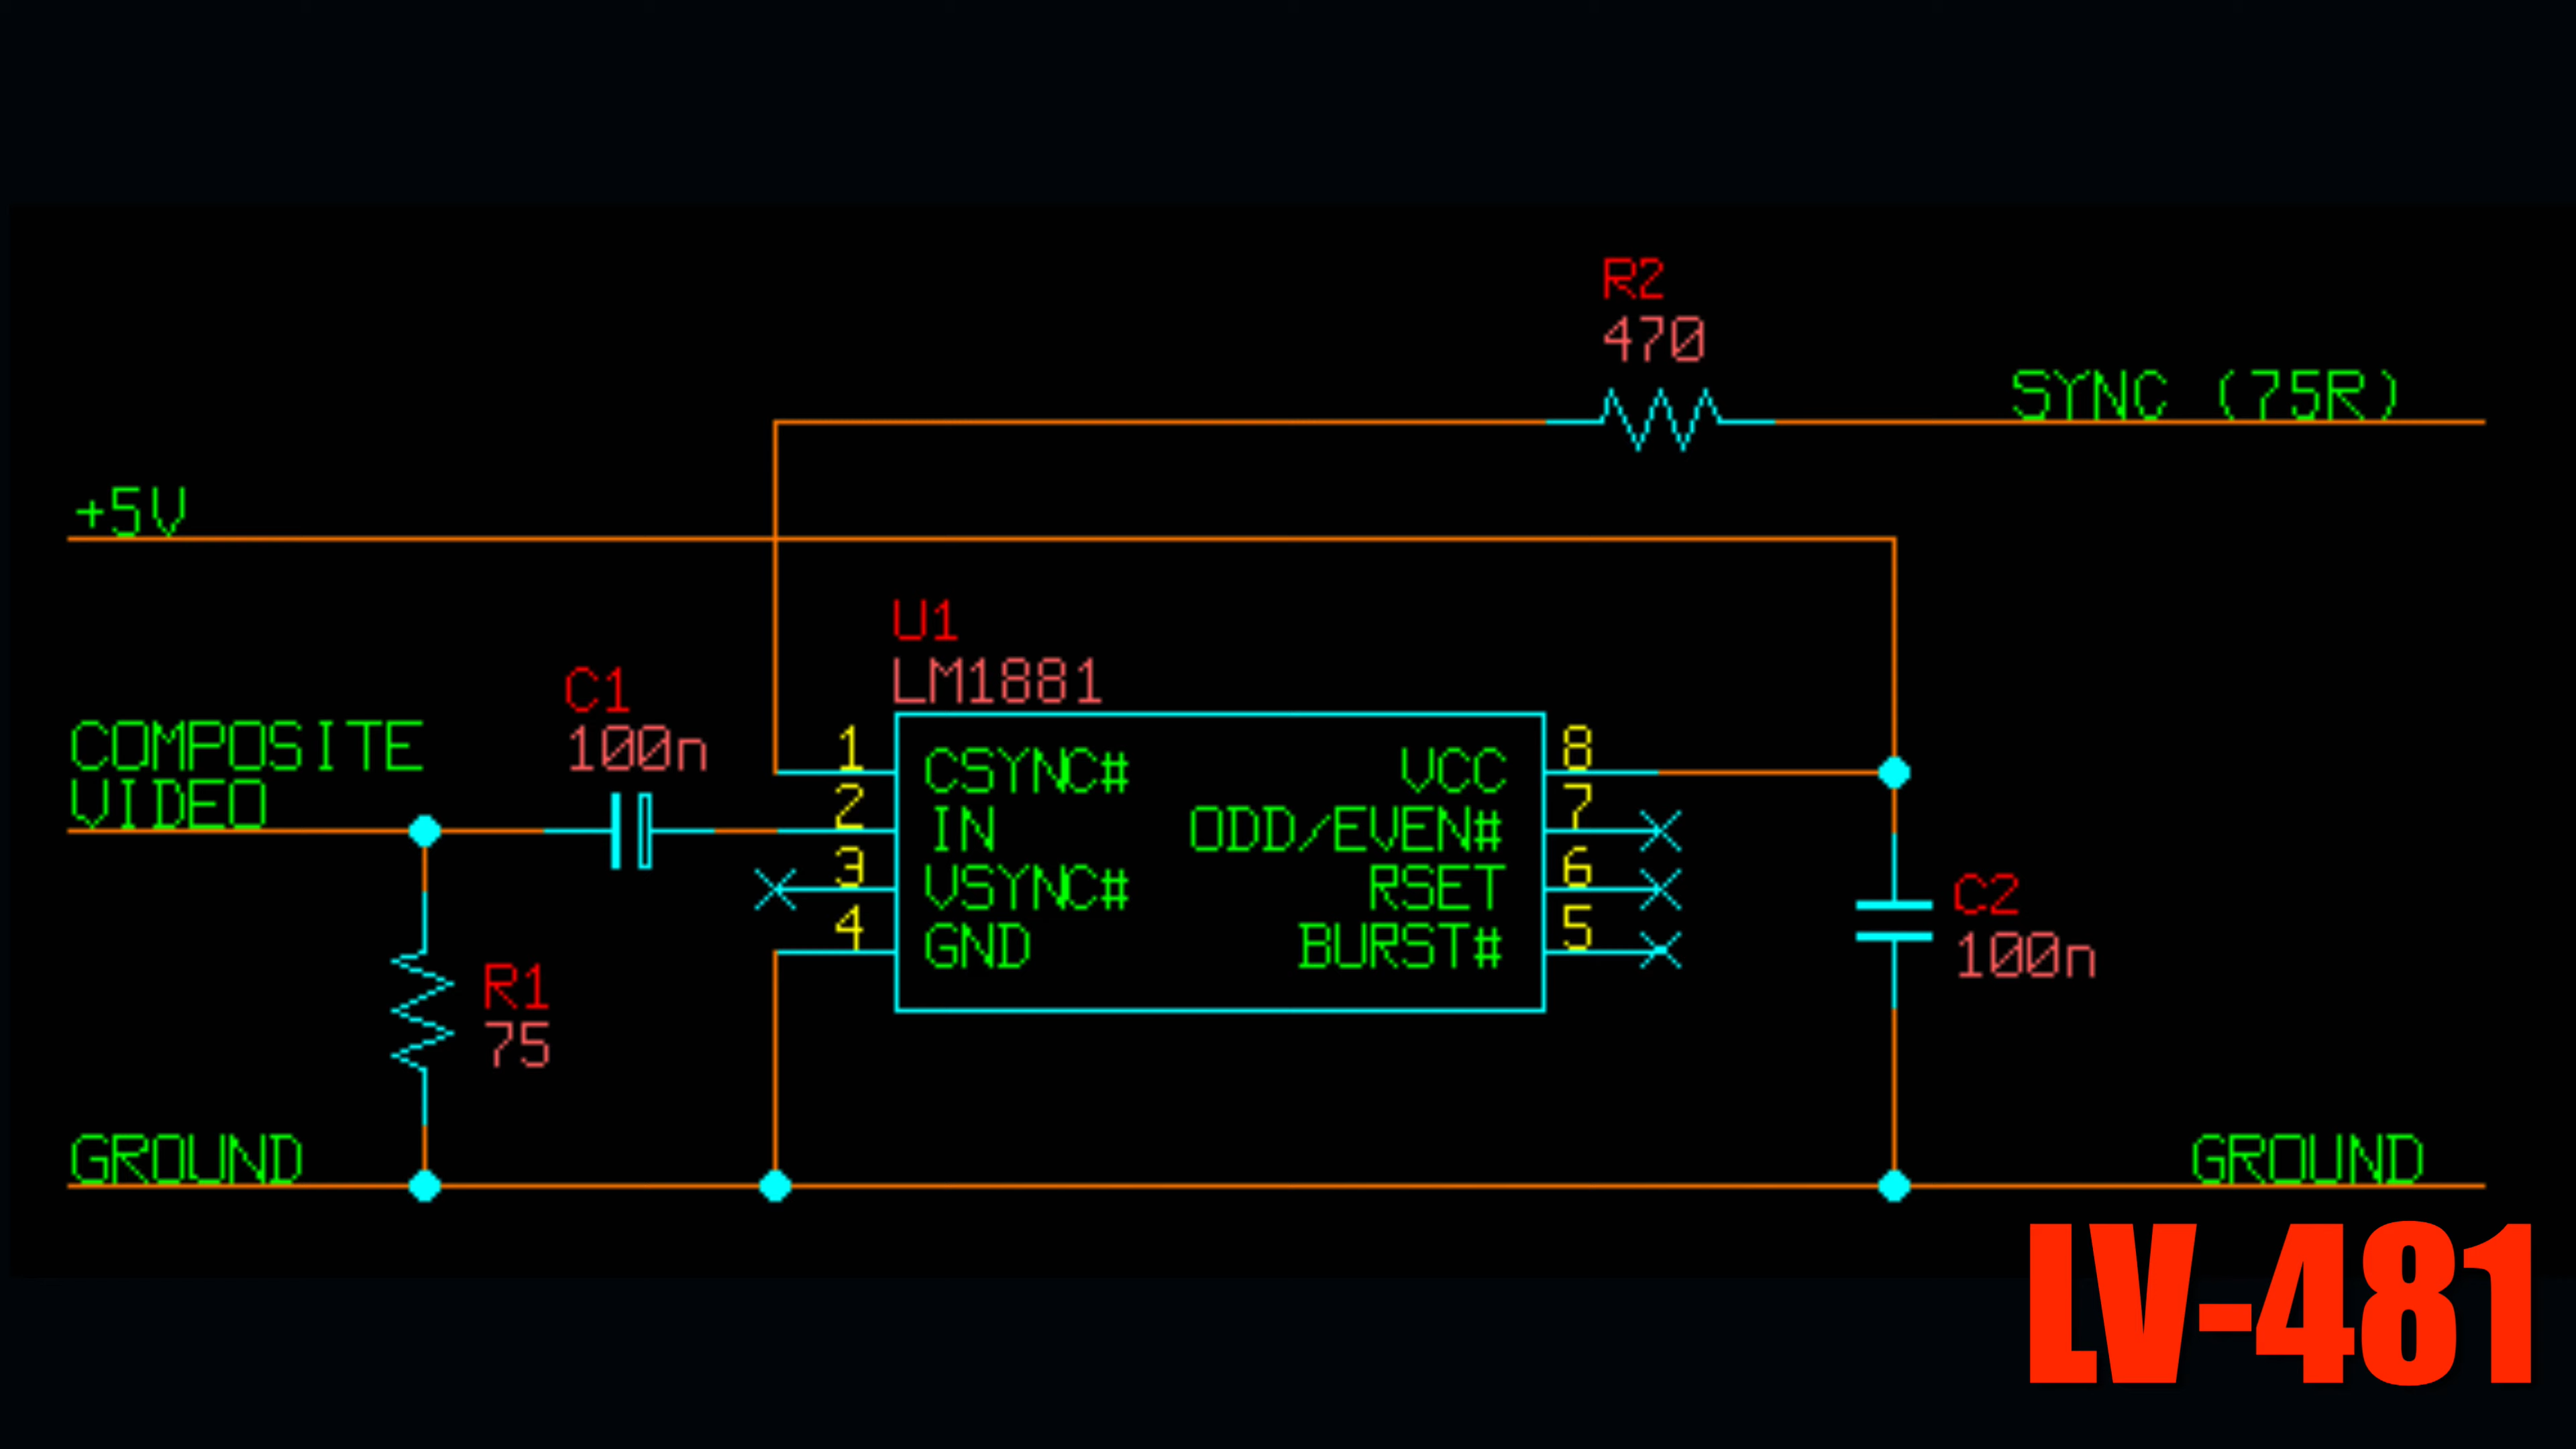 R2
470
SYNC (75R)
+5V
U1
LM1881
C1
100n
COMPOSITE
VIDEO
1
2
3
4
CSYNC#
IN
VSYNC#
GND
VCC
ODD/EVEN#
RSET
BURST#
8
7
6
5
C2
100n
R1
75
GROUND
GROUND
LV-481